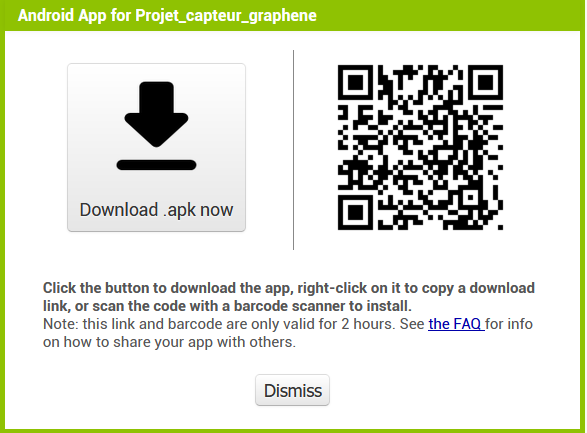 Android App for Projet_capteur_graphene
Download .apk now
Click the button to download the app, right-click on it to copy a download
link, or scan the code with a barcode scanner to install.
Note: this link and barcode are only valid for 2 hours. See the FAQ for info
on how to share your app with others.
Dismiss